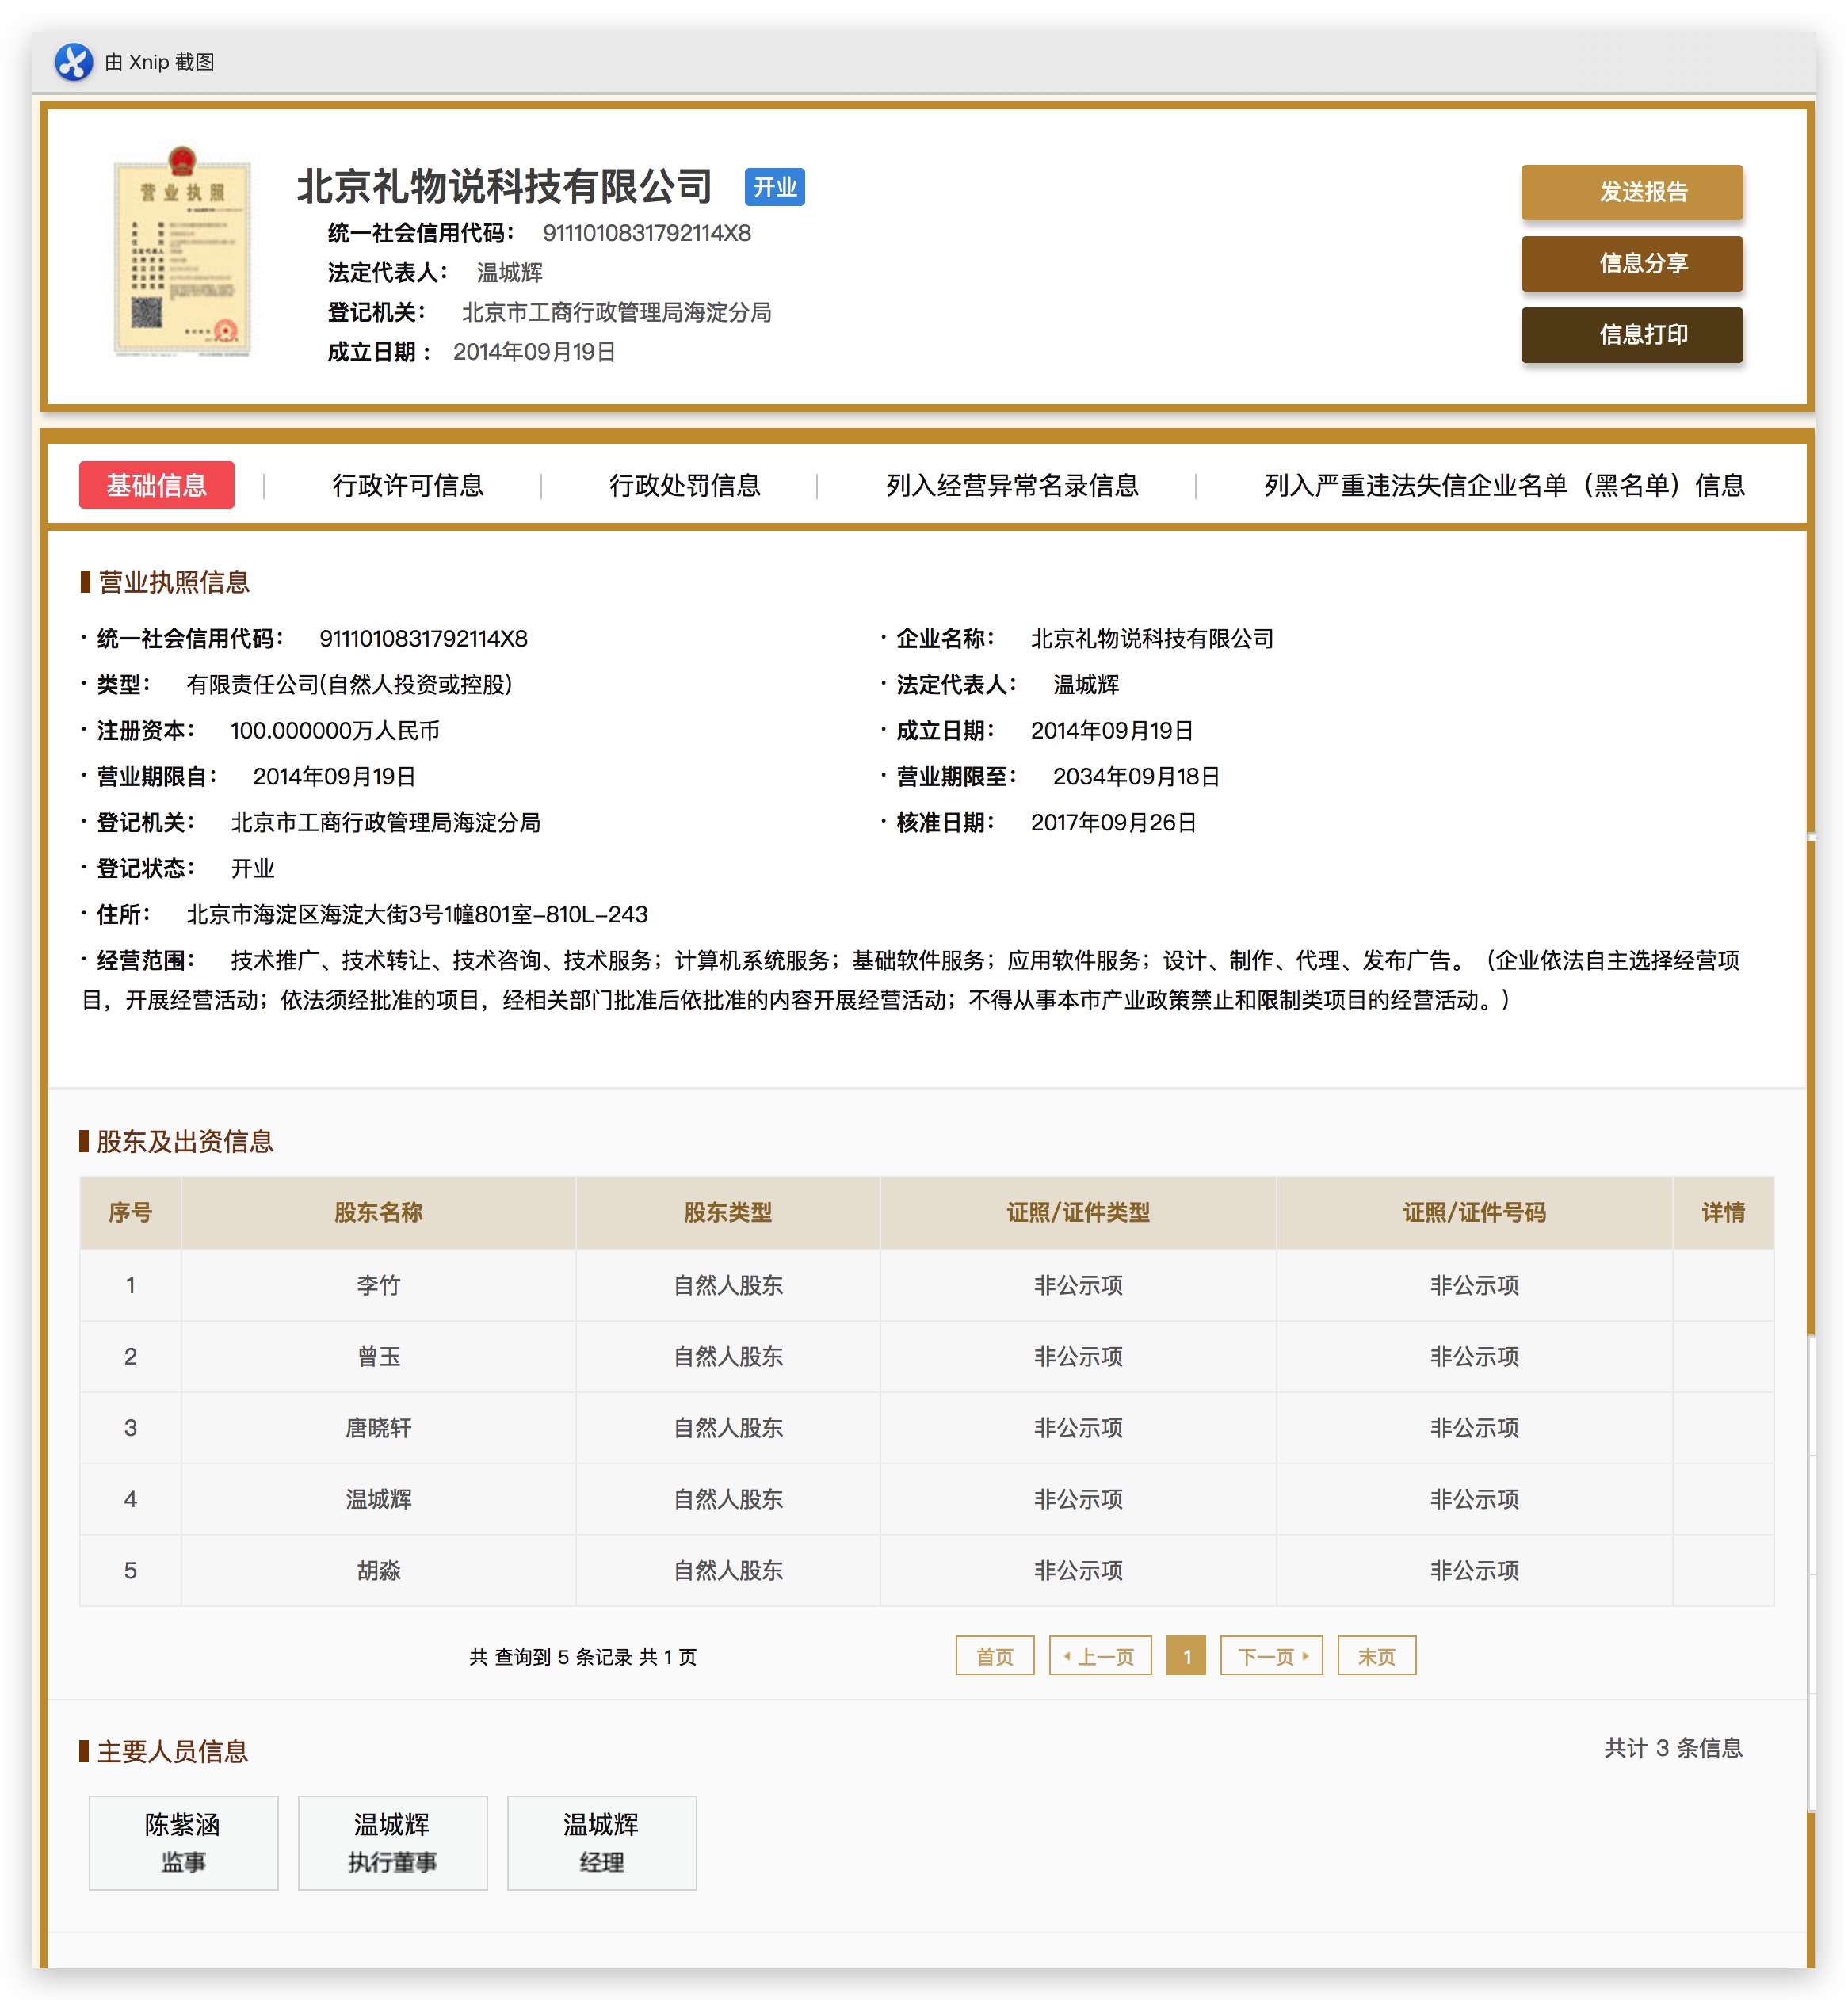 由 Xnip 截图
营业执照
北京礼物说科技有限公司 开业
统一社会信用代码： 9111010831792114X8
法定代表人： 温城辉
登记机关： 北京市工商行政管理局海淀分局
成立日期： 2014年09月19日
发送报告
信息分享
信息打印
基础信息 | 行政许可信息 | 行政处罚信息 | 列入经营异常名录信息 | 列入严重违法失信企业名单（黑名单）信息
营业执照信息
· 统一社会信用代码： 9111010831792114X8 · 企业名称： 北京礼物说科技有限公司
· 类型： 有限责任公司(自然人投资或控股) · 法定代表人： 温城辉
· 注册资本： 100.000000万人民币 · 成立日期： 2014年09月19日
· 营业期限自： 2014年09月19日 · 营业期限至： 2034年09月18日
· 登记机关： 北京市工商行政管理局海淀分局 · 核准日期： 2017年09月26日
· 登记状态： 开业
· 住所： 北京市海淀区海淀大街3号1幢801室-810L-243
· 经营范围： 技术推广、技术转让、技术咨询、技术服务；计算机系统服务；基础软件服务；应用软件服务；设计、制作、代理、发布广告。（企业依法自主选择经营项
目，开展经营活动；依法须经批准的项目，经相关部门批准后依批准的内容开展经营活动；不得从事本市产业政策禁止和限制类项目的经营活动。）
股东及出资信息
序号 股东名称 股东类型 证照/证件类型 证照/证件号码 详情
1 李竹 自然人股东 非公示项 非公示项
2 曾玉 自然人股东 非公示项 非公示项
3 唐晓轩 自然人股东 非公示项 非公示项
4 温城辉 自然人股东 非公示项 非公示项
5 胡淼 自然人股东 非公示项 非公示项
共 查询到 5 条记录 共 1 页 首页 上一页 1 下一页 末页
主要人员信息 共计 3 条信息
陈紫涵 温城辉 温城辉
监事 执行董事 经理